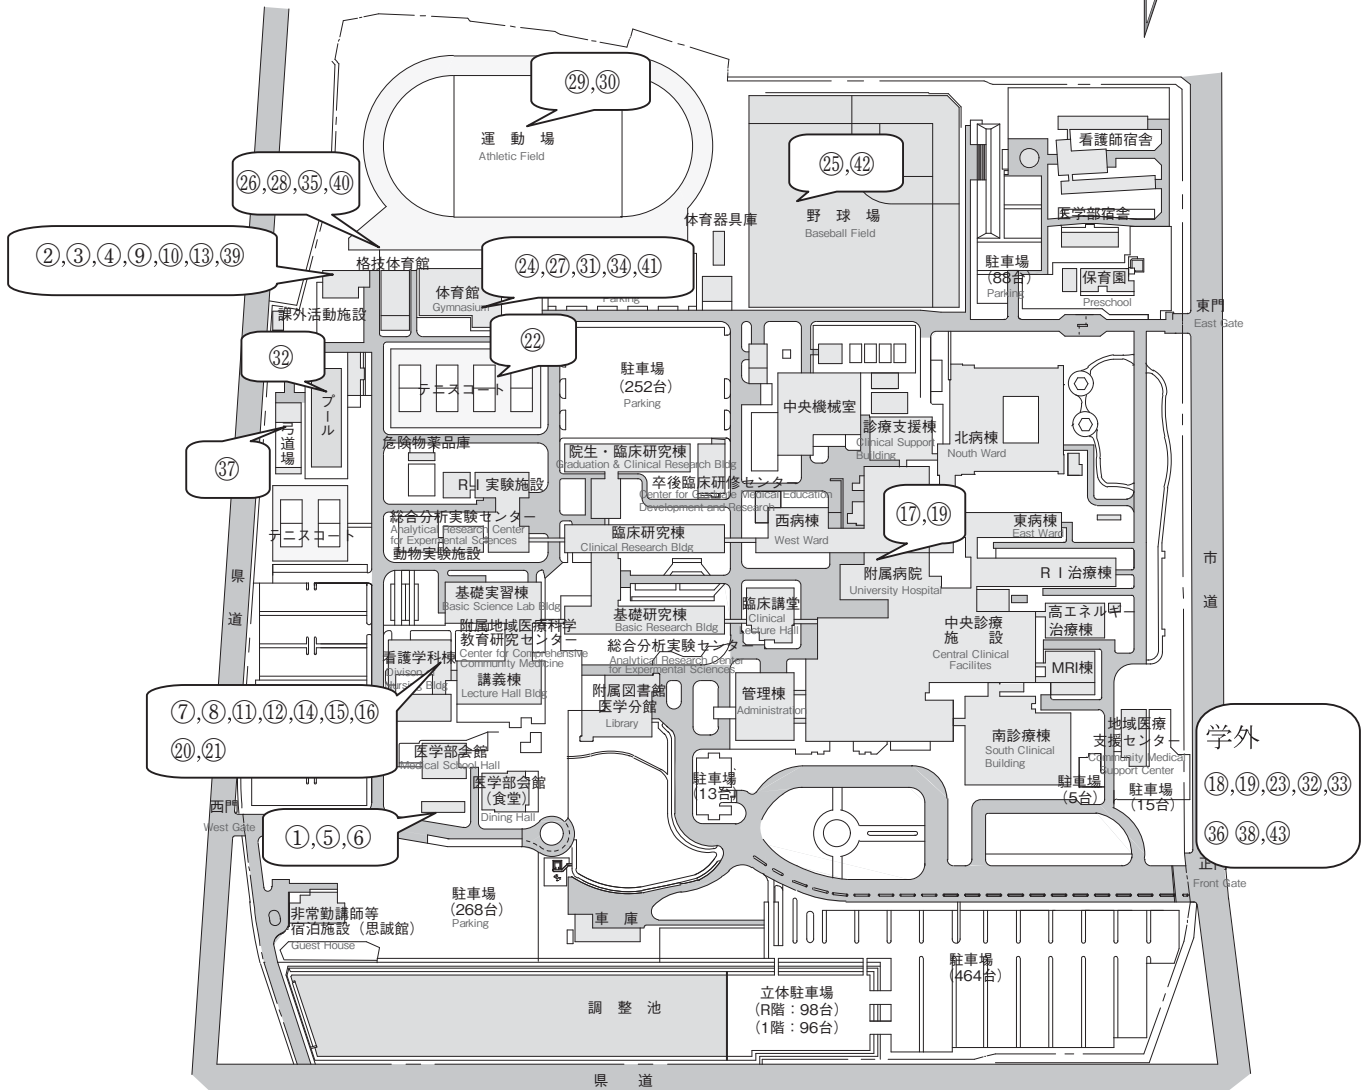 ㉙,㉚
運 動 場
Athletic Field
㉖,㉘,㉟,㊵
②,③,④,⑨,⑩,⑬,㊴
格技体育館
体育館
Gymnasium
㉔,㉗,㉛,㉞,㊶
Parking
課外活動施設
体育器具庫
㉕,㊷
野 球 場
Baseball Field
看護師宿舎
医学部宿舎
駐車場
(88台)
Parking
保育園
Preschool
東門
East Gate
㉜
㉒
テニスコート
プール
弓道場
㊲
危険物薬品庫
駐車場
(252台)
Parking
中央機械室
診療支援棟
Clinical Support
Building
北病棟
Nouth Ward
院生・臨床研究棟
Graduation & Clinical Research Bldg
卒後臨床研修センター
Center for Graduate Medical Education
Development and Research
RI 実験施設
総合分析実験センター
Analytical Research Center
for Expermental Sciences
動物実験施設
テニスコート
臨床研究棟
Clinical Research Bldg
西病棟
West Ward
⑰,⑲
東病棟
East Ward
附属病院
University Hospital
RI治療棟
県
道
市
道
基礎実習棟
Basic Science Lab Bldg
基礎研究棟
Basic Research Bldg
臨床講堂
Clinical
Lecture Hall
中央診療
施 設
Central Clinical
Facilites
高エネルギー
治療棟
MRI棟
附属地域医療科学
教育研究センター
Center for Comprehensive
Community Medicine
総合分析実験センター
Analytical Research Center
for Expermental Sciences
看護学科棟
Divison
Nursing Bldg
講義棟
Lecture Hall Bldg
⑦,⑧,⑪,⑫,⑭,⑮,⑯
⑳,㉑
附属図書館
医学分館
Library
管理棟
Administration
南診療棟
South Clinical
Building
地域医療
支援センター
Community Medical
Support Center
学外
⑱,⑲,㉓,㉜,㉝
㊱ ㊳,㊸
医学部会館
Medical School Hall
医学部会館
(食堂)
Dining Hall
駐車場
(13台)
駐車場
(5台)
駐車場
(15台)
西門
West Gate
①,⑤,⑥
正門
Front Gate
駐車場
(268台)
Parking
車 庫
非常勤講師等
宿泊施設(思誠館)
Guest House
駐車場
(464台)
調 整 池
立体駐車場
(R階：98台)
(1階：96台)
県 道